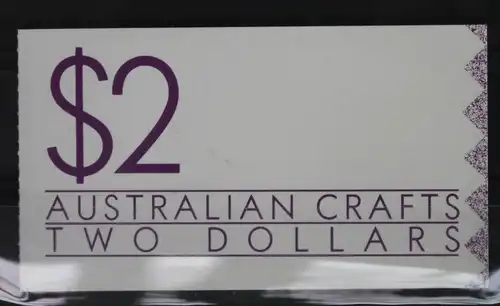 $2
AUSTRALIAN CRAFTS
TWO DOLLARS